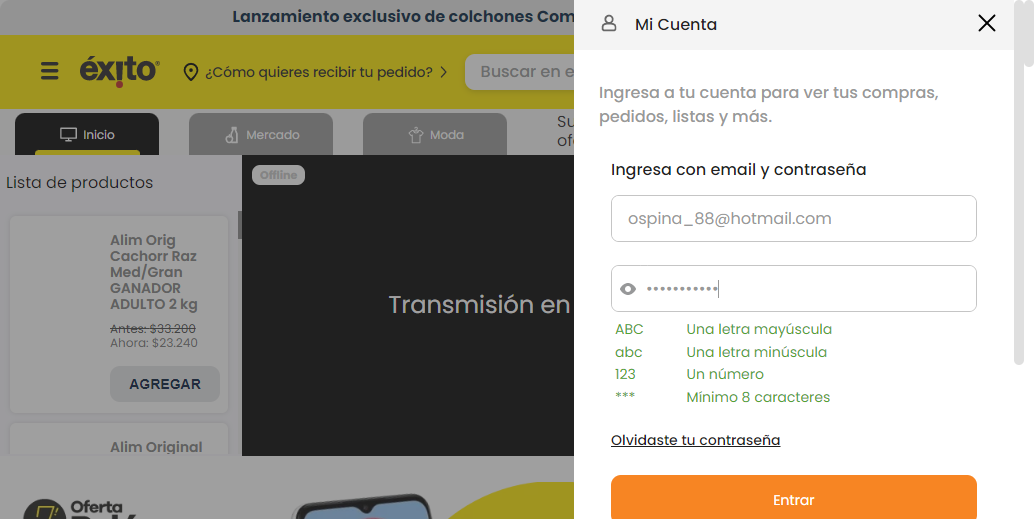 Lanzamiento exclusivo de colchones Com
Mi Cuenta
éxito
¿Cómo quieres recibir tu pedido?
Buscar en e
Inicio
Mercado
Moda
Su
ofe
Lista de productos
Offline
Alim Orig
Cachorr Raz
Med/Gran
GANADOR
ADULTO 2 kg
Antes: $33.200
Ahora: $23.240
AGREGAR
Alim Original
Transmisión en
Oferta
Ingresa a tu cuenta para ver tus compras,
pedidos, listas y más.
Ingresa con email y contraseña
ospina_88@hotmail.com
•••••••••••
ABC Una letra mayúscula
abc Una letra minúscula
123 Un número
*** Mínimo 8 caracteres
Olvidaste tu contraseña
Entrar